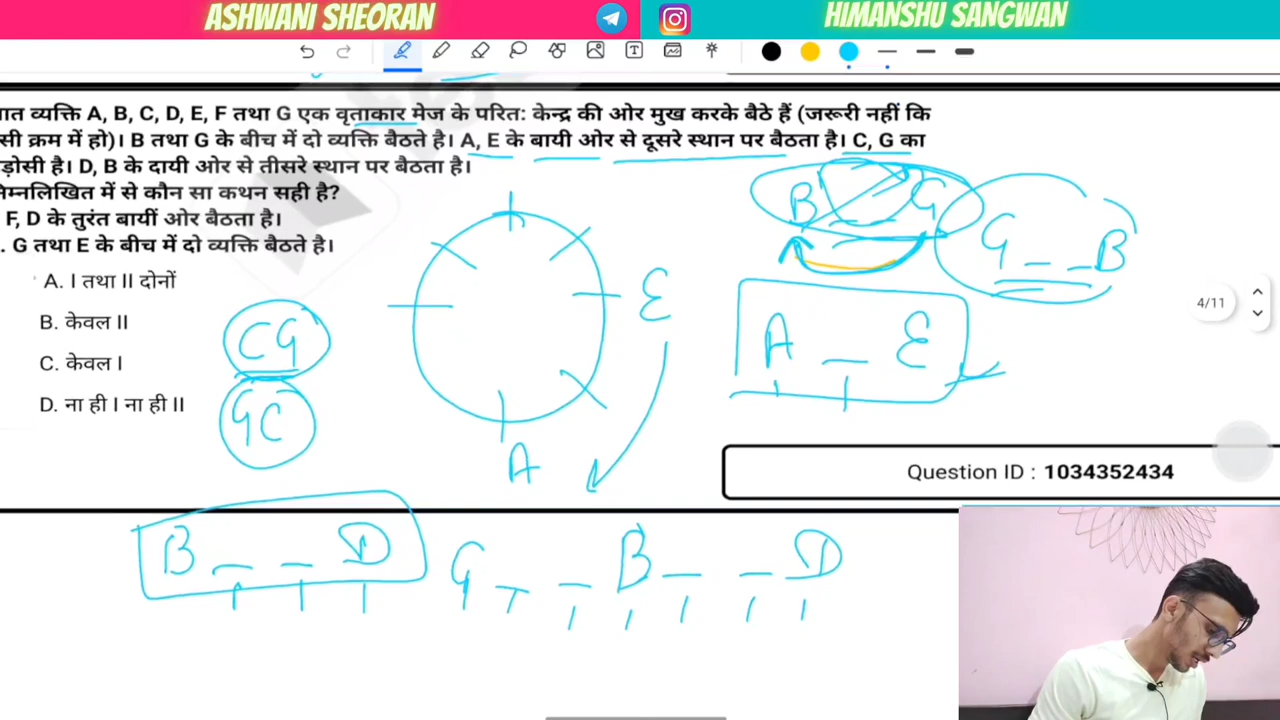 ASHWANI SHEORAN
HIMANSHU SANGWAN
ात व्यक्ति A, B, C, D, E, F तथा G एक वृताकार मेज के परित: केन्द्र की ओर मुख करके बैठे हैं (जरूरी नहीं कि
सी क्रम में हो)। B तथा G के बीच में दो व्यक्ति बैठते है। A, E के बायी ओर से दूसरे स्थान पर बैठता है। C, G का
ड़ोसी है। D, B के दायी ओर से तीसरे स्थान पर बैठता है।
निम्नलिखित में से कौन सा कथन सही है?
F, D के तुरंत बायीं ओर बैठता है।
. G तथा E के बीच में दो व्यक्ति बैठते है।
A. I तथा II दोनों
B. केवल II
C. केवल I
D. ना ही I ना ही II
B _ _ G
G _ _ B
4/11
E
A _ E
CG
GC
A
Question ID : 1034352434
B _ _ D
G _ _ B _ _ D